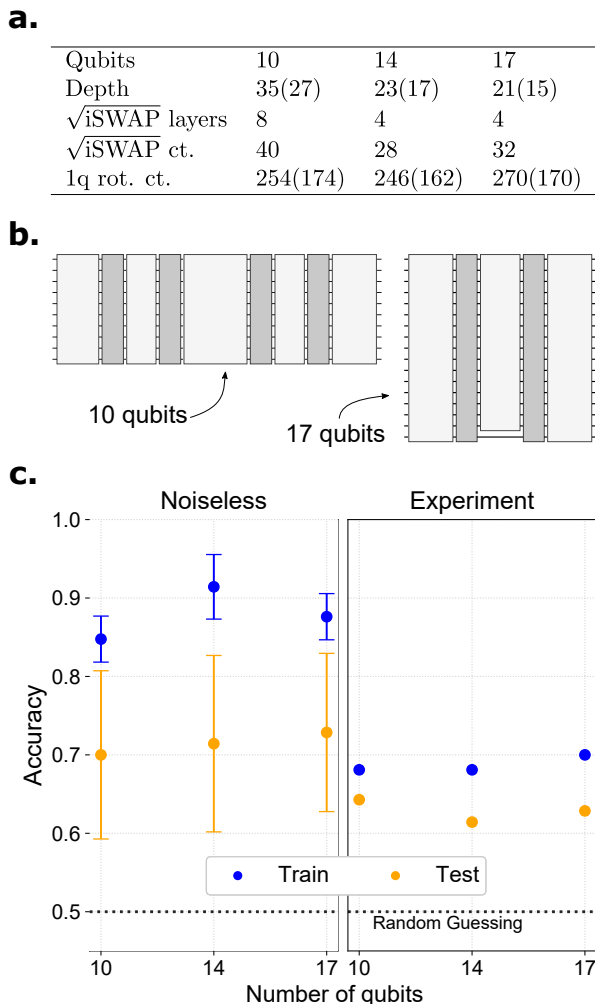 a.
Qubits 10 14 17
Depth 35(27) 23(17) 21(15)
√iSWAP layers 8 4 4
√iSWAP ct. 40 28 32
1q rot. ct. 254(174) 246(162) 270(170)
b.
10 qubits
17 qubits
c.
Noiseless Experiment
1.0
0.9
0.8
0.7
0.6
0.5
Accuracy
Train Test
Random Guessing
10 14 17 10 14 17
Number of qubits